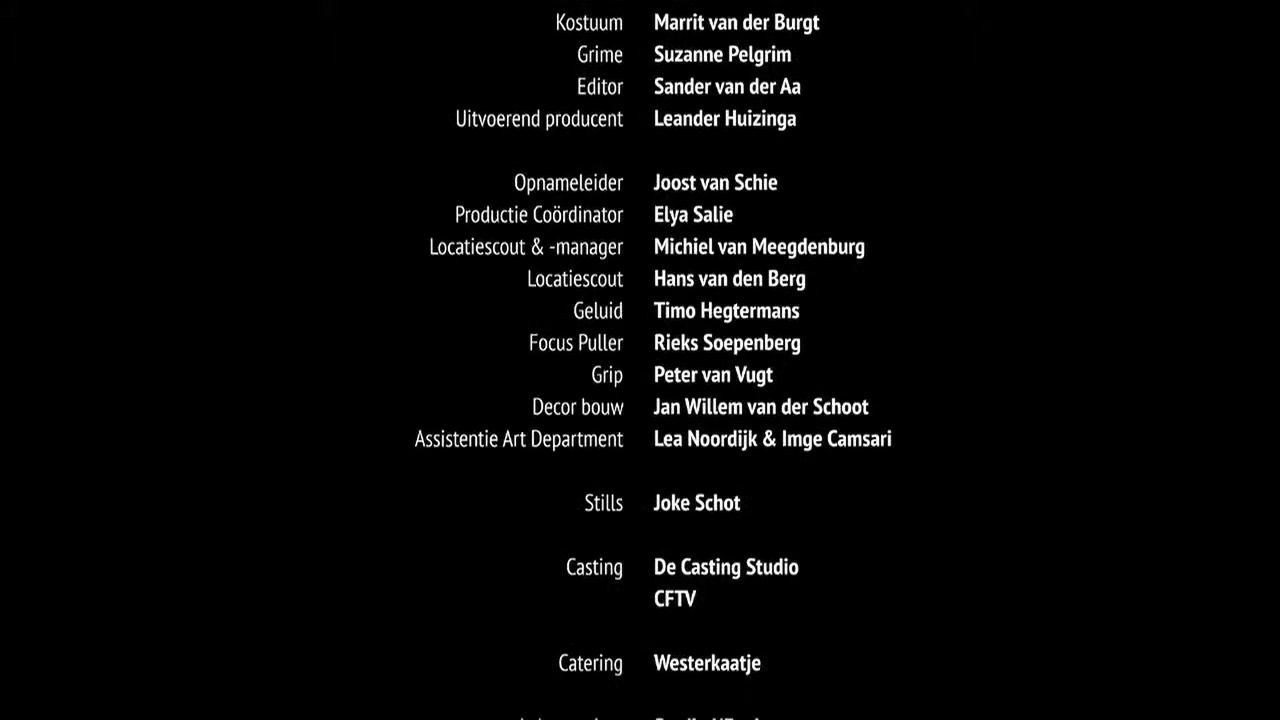 Kostuum Marrit van der Burgt
Grime Suzanne Pelgrim
Editor Sander van der Aa
Uitvoerend producent Leander Huizinga
Opnameleider Joost van Schie
Productie Coördinator Elya Salie
Locatiescout & -manager Michiel van Meegdenburg
Locatiescout Hans van den Berg
Geluid Timo Hegtermans
Focus Puller Rieks Soepenberg
Grip Peter van Vugt
Decor bouw Jan Willem van der Schoot
Assistentie Art Department Lea Noordijk & Imge Camsari
Stills Joke Schot
Casting De Casting Studio
CFTV
Catering Westerkaatje